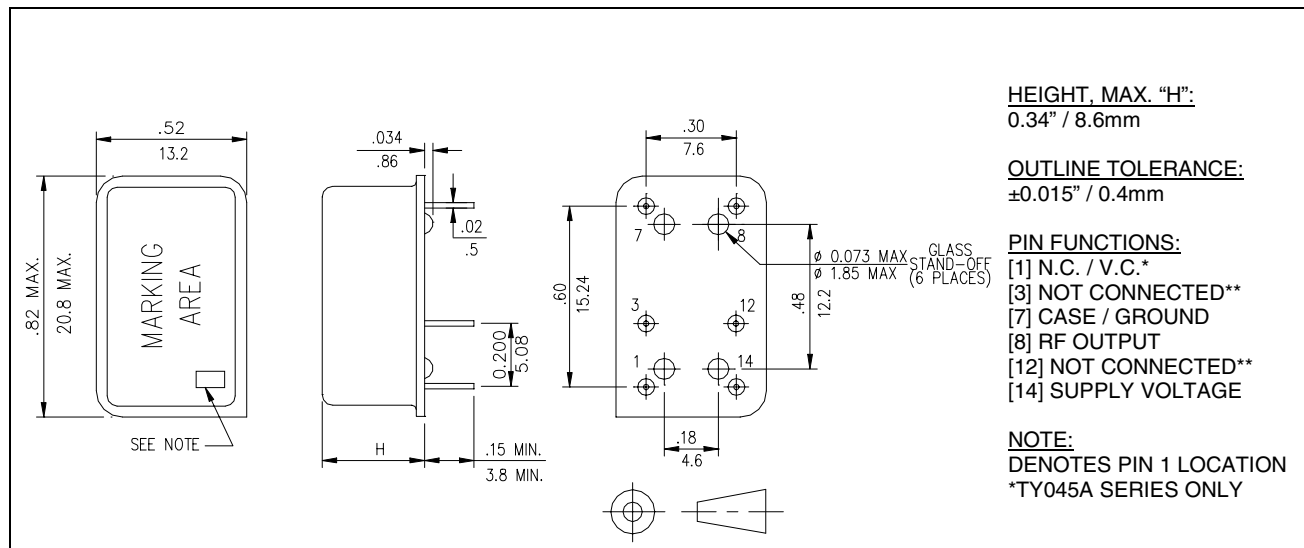 .52
13.2
.82 MAX.
20.8 MAX.
MARKING
AREA
SEE NOTE
.034
.86
.02
.5
0.200
5.08
H
.15 MIN.
3.8 MIN.
.30
7.6
7
8
3
12
1
14
.60
15.24
.48
12.2
.18
4.6
ø 0.073 MAX
ø 1.85 MAX
GLASS
STAND-OFF
(6 PLACES)
HEIGHT, MAX. “H”:
0.34” / 8.6mm
OUTLINE TOLERANCE:
±0.015” / 0.4mm
PIN FUNCTIONS:
[1] N.C. / V.C.*
[3] NOT CONNECTED**
[7] CASE / GROUND
[8] RF OUTPUT
[12] NOT CONNECTED**
[14] SUPPLY VOLTAGE
NOTE:
DENOTES PIN 1 LOCATION
*TY045A SERIES ONLY